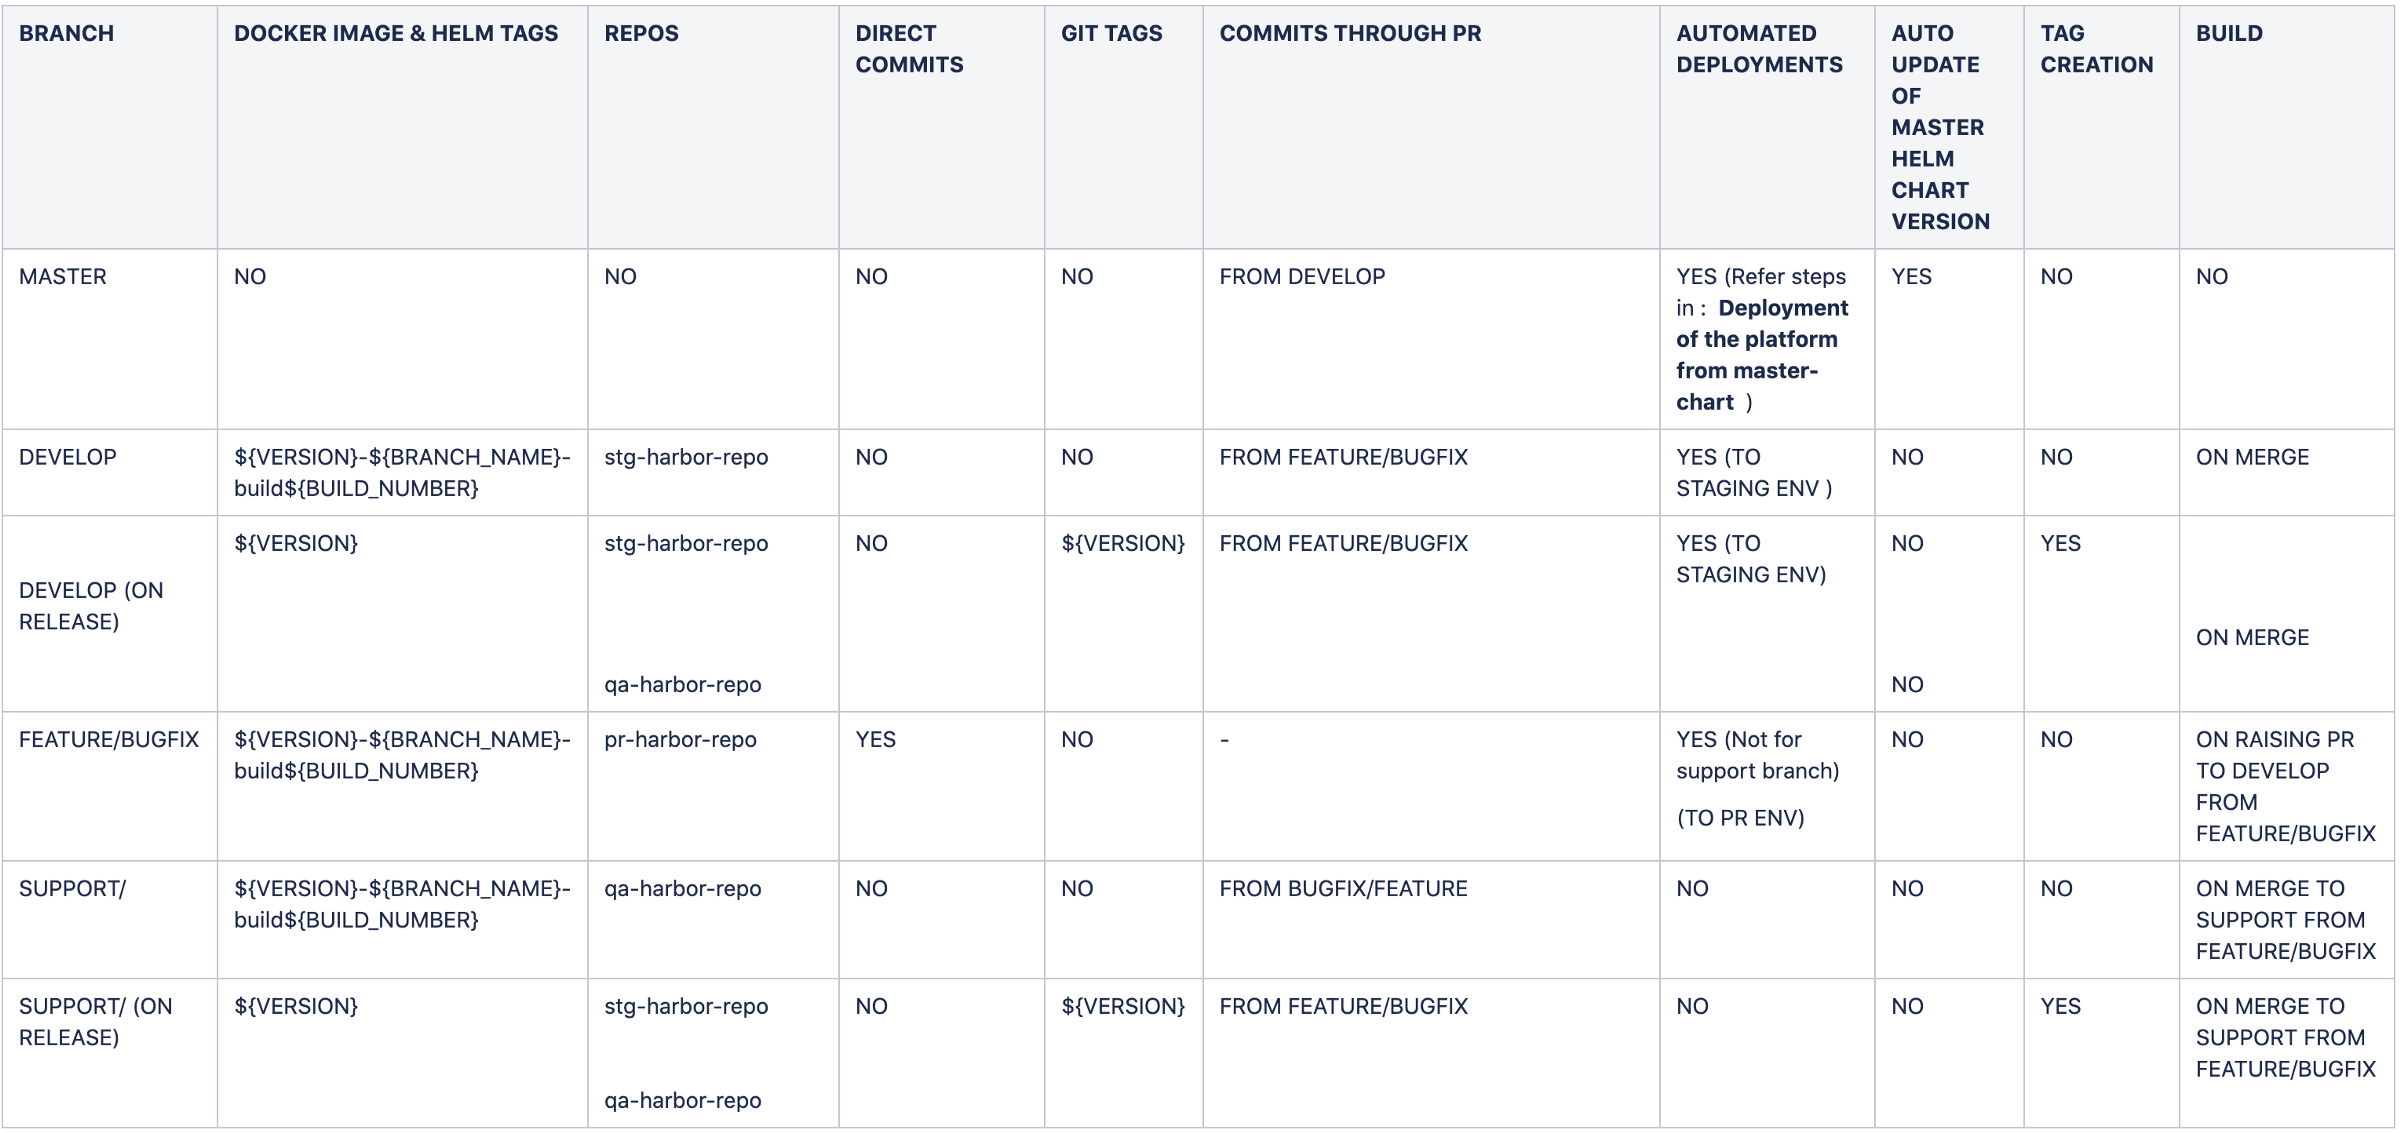 BRANCH
DOCKER IMAGE & HELM TAGS
REPOS
DIRECT
COMMITS
GIT TAGS
COMMITS THROUGH PR
AUTOMATED
DEPLOYMENTS
AUTO
UPDATE
OF
MASTER
HELM
CHART
VERSION
TAG
CREATION
BUILD
MASTER
NO
NO
NO
NO
FROM DEVELOP
YES (Refer steps
in : Deployment
of the platform
from master-
chart )
YES
NO
NO
DEVELOP
${VERSION}-${BRANCH_NAME}-
build${BUILD_NUMBER}
stg-harbor-repo
NO
NO
FROM FEATURE/BUGFIX
YES (TO
STAGING ENV )
NO
NO
ON MERGE
DEVELOP (ON
RELEASE)
${VERSION}
stg-harbor-repo
qa-harbor-repo
NO
${VERSION}
FROM FEATURE/BUGFIX
YES (TO
STAGING ENV)
NO
NO
YES
ON MERGE
FEATURE/BUGFIX
${VERSION}-${BRANCH_NAME}-
build${BUILD_NUMBER}
pr-harbor-repo
YES
NO
-
YES (Not for
support branch)
(TO PR ENV)
NO
NO
ON RAISING PR
TO DEVELOP
FROM
FEATURE/BUGFIX
SUPPORT/
${VERSION}-${BRANCH_NAME}-
build${BUILD_NUMBER}
qa-harbor-repo
NO
NO
FROM BUGFIX/FEATURE
NO
NO
NO
ON MERGE TO
SUPPORT FROM
FEATURE/BUGFIX
SUPPORT/ (ON
RELEASE)
${VERSION}
stg-harbor-repo
qa-harbor-repo
NO
${VERSION}
FROM FEATURE/BUGFIX
NO
NO
YES
ON MERGE TO
SUPPORT FROM
FEATURE/BUGFIX